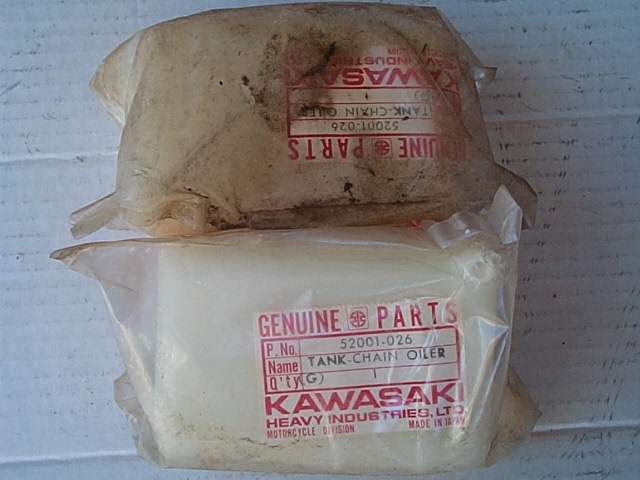 KAWASAKI
1
TANK-CHAIN OILER
52001-026
GENUINE PARTS
GENUINE PARTS
P. No. 52001-026
Name TANK-CHAIN OILER
Q'ty (G) 1
KAWASAKI
HEAVY INDUSTRIES, LTD.
MOTORCYCLE DIVISION MADE IN JAPAN